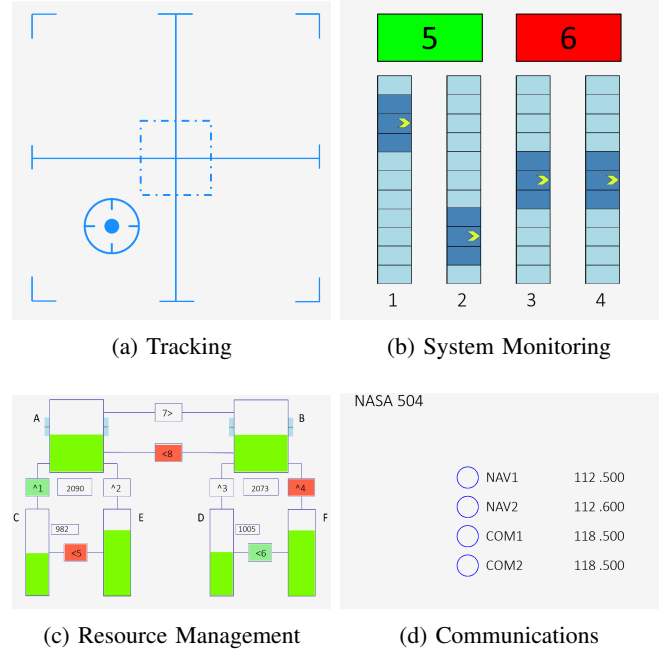 5 6
1 2 3 4
(a) Tracking
(b) System Monitoring
A 7> B
<8
^1 2090 ^2 ^3 2073 ^4
C E D F
982 1005
<5 <6
(c) Resource Management
NASA 504
NAV1 112 .500
NAV2 112 .600
COM1 118 .500
COM2 118 .500
(d) Communications